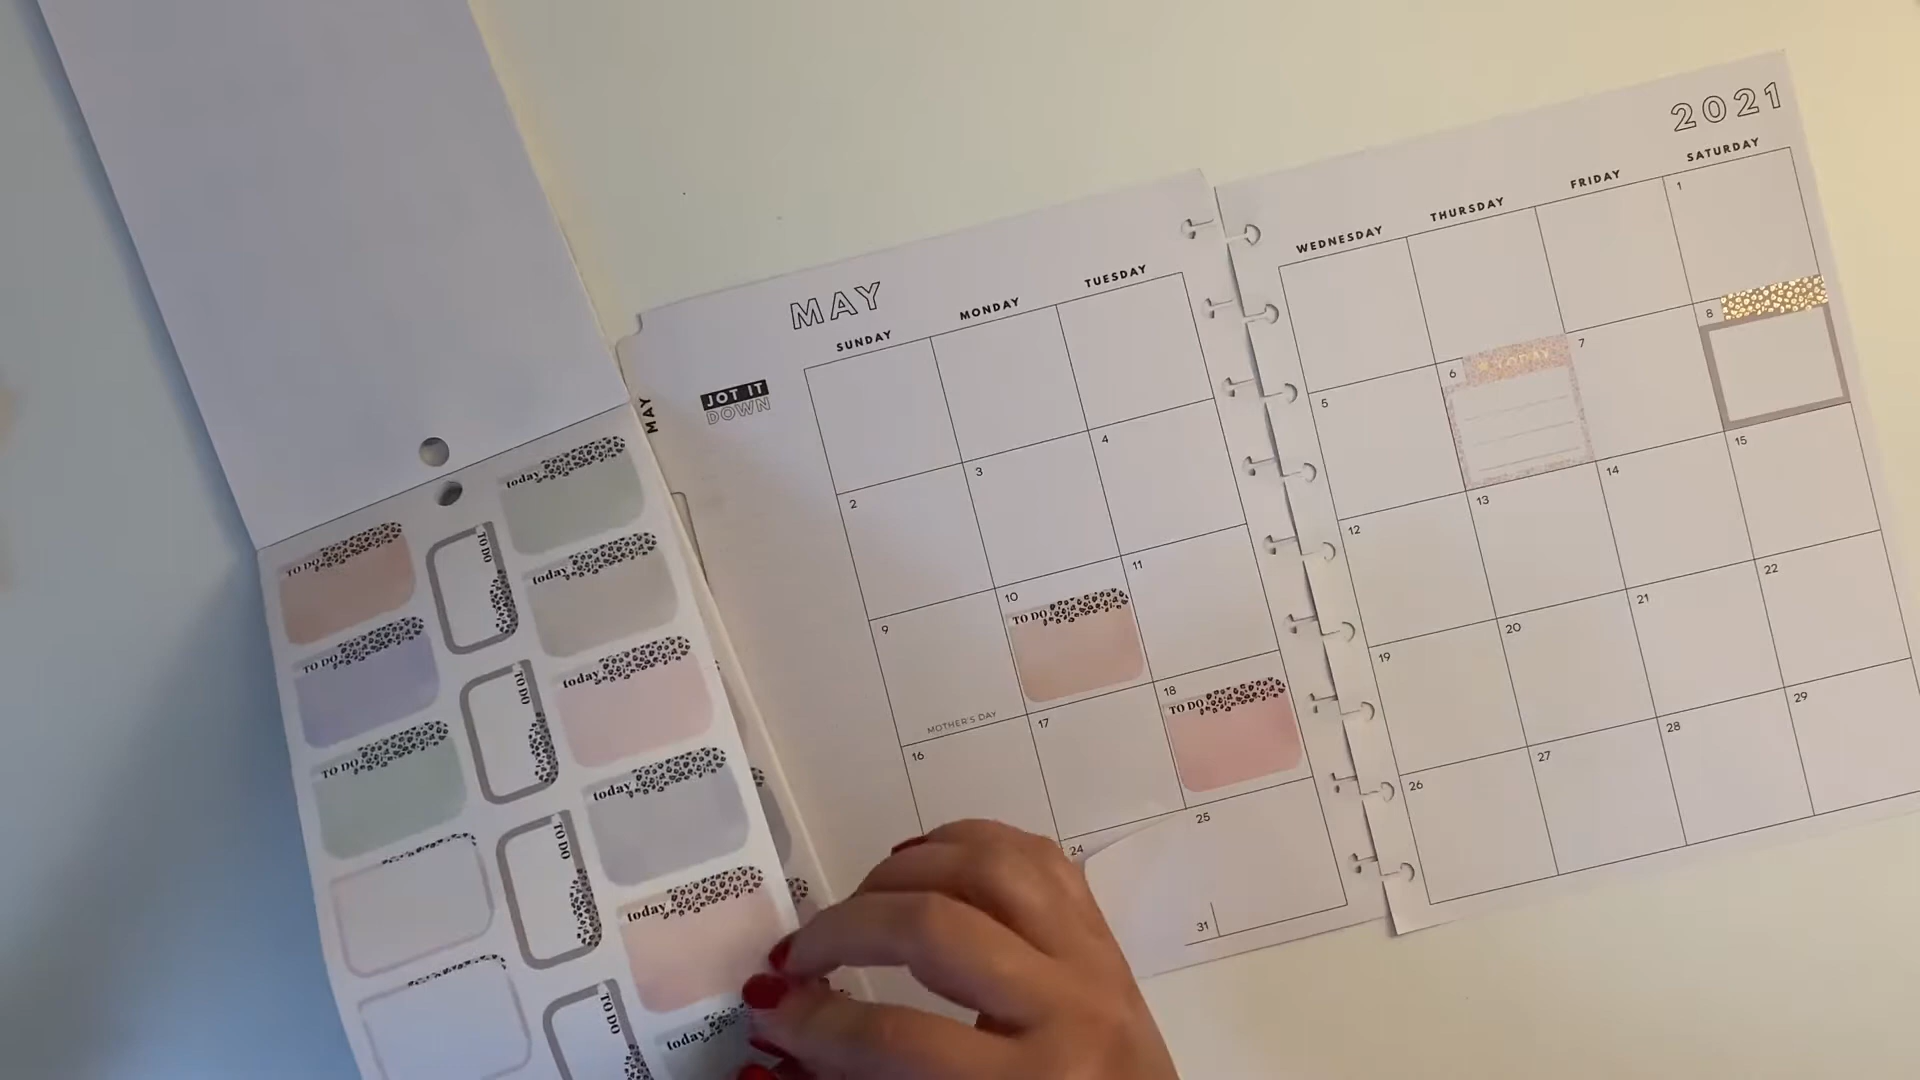 2021
MAY
SUNDAY
MONDAY
TUESDAY
WEDNESDAY
THURSDAY
FRIDAY
SATURDAY
MAY
JOT IT
DOWN
1
2
3
4
5
6
TODAY
7
8
9
MOTHER'S DAY
10
TO DO
11
12
13
14
15
16
17
18
TO DO
19
20
21
22
24
25
31
26
27
28
29
TO DO
TO DO
today
TO DO
today
TO DO
TO DO
today
TO DO
today
TO DO
today
TO DO
today